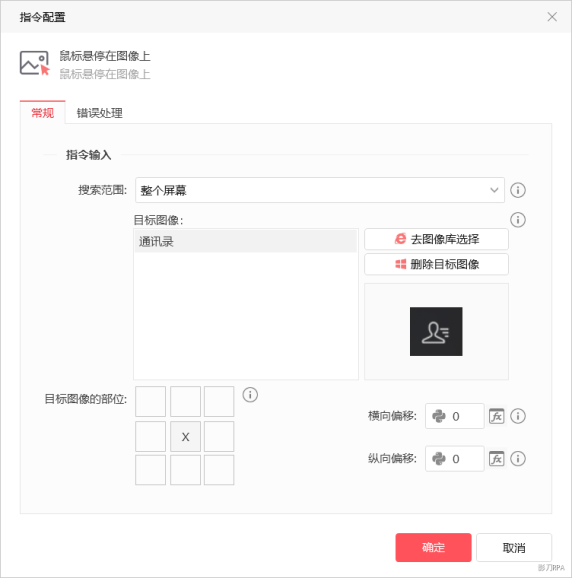 指令配置
鼠标悬停在图像上
鼠标悬停在图像上
常规 错误处理
指令输入
搜索范围: 整个屏幕
目标图像:
通讯录
去图像库选择
删除目标图像
目标图像的部位:
X
横向偏移: 0 fx
纵向偏移: 0 fx
确定 取消
影刀RPA